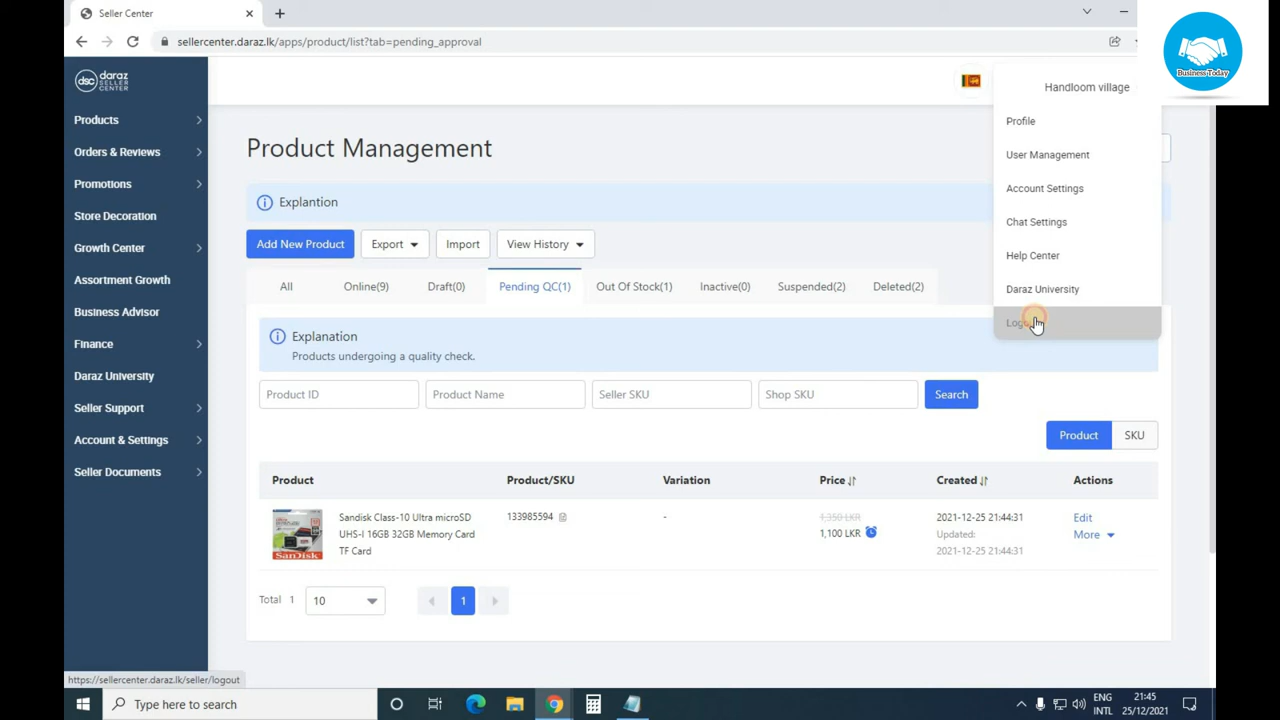 Seller Center
sellercenter.daraz.lk/apps/product/list?tab=pending_approval
Business Today
dsc daraz
SELLER
CENTER
Handloom village
Products
Profile
Orders & Reviews
Product Management
User Management
Promotions
Account Settings
Explantion
Store Decoration
Chat Settings
Growth Center
Add New Product
Export
Import
View History
Help Center
Assortment Growth
All
Online(9)
Draft(0)
Pending QC(1)
Out Of Stock(1)
Inactive(0)
Suspended(2)
Deleted(2)
Daraz University
Business Advisor
Explanation
Products undergoing a quality check.
Finance
Daraz University
Product ID
Product Name
Seller SKU
Shop SKU
Search
Seller Support
Account & Settings
Product
SKU
Seller Documents
Product
Product/SKU
Variation
Price
Created
Actions
Sandisk Class-10 Ultra microSD
UHS-I 16GB 32GB Memory Card
TF Card
133985594
-
1,350 LKR
1,100 LKR
2021-12-25 21:44:31
Updated:
2021-12-25 21:44:31
Edit
More
Total 1
10
1
https://sellercenter.daraz.lk/seller/logout
Type here to search
ENG
INTL
21:45
25/12/2021